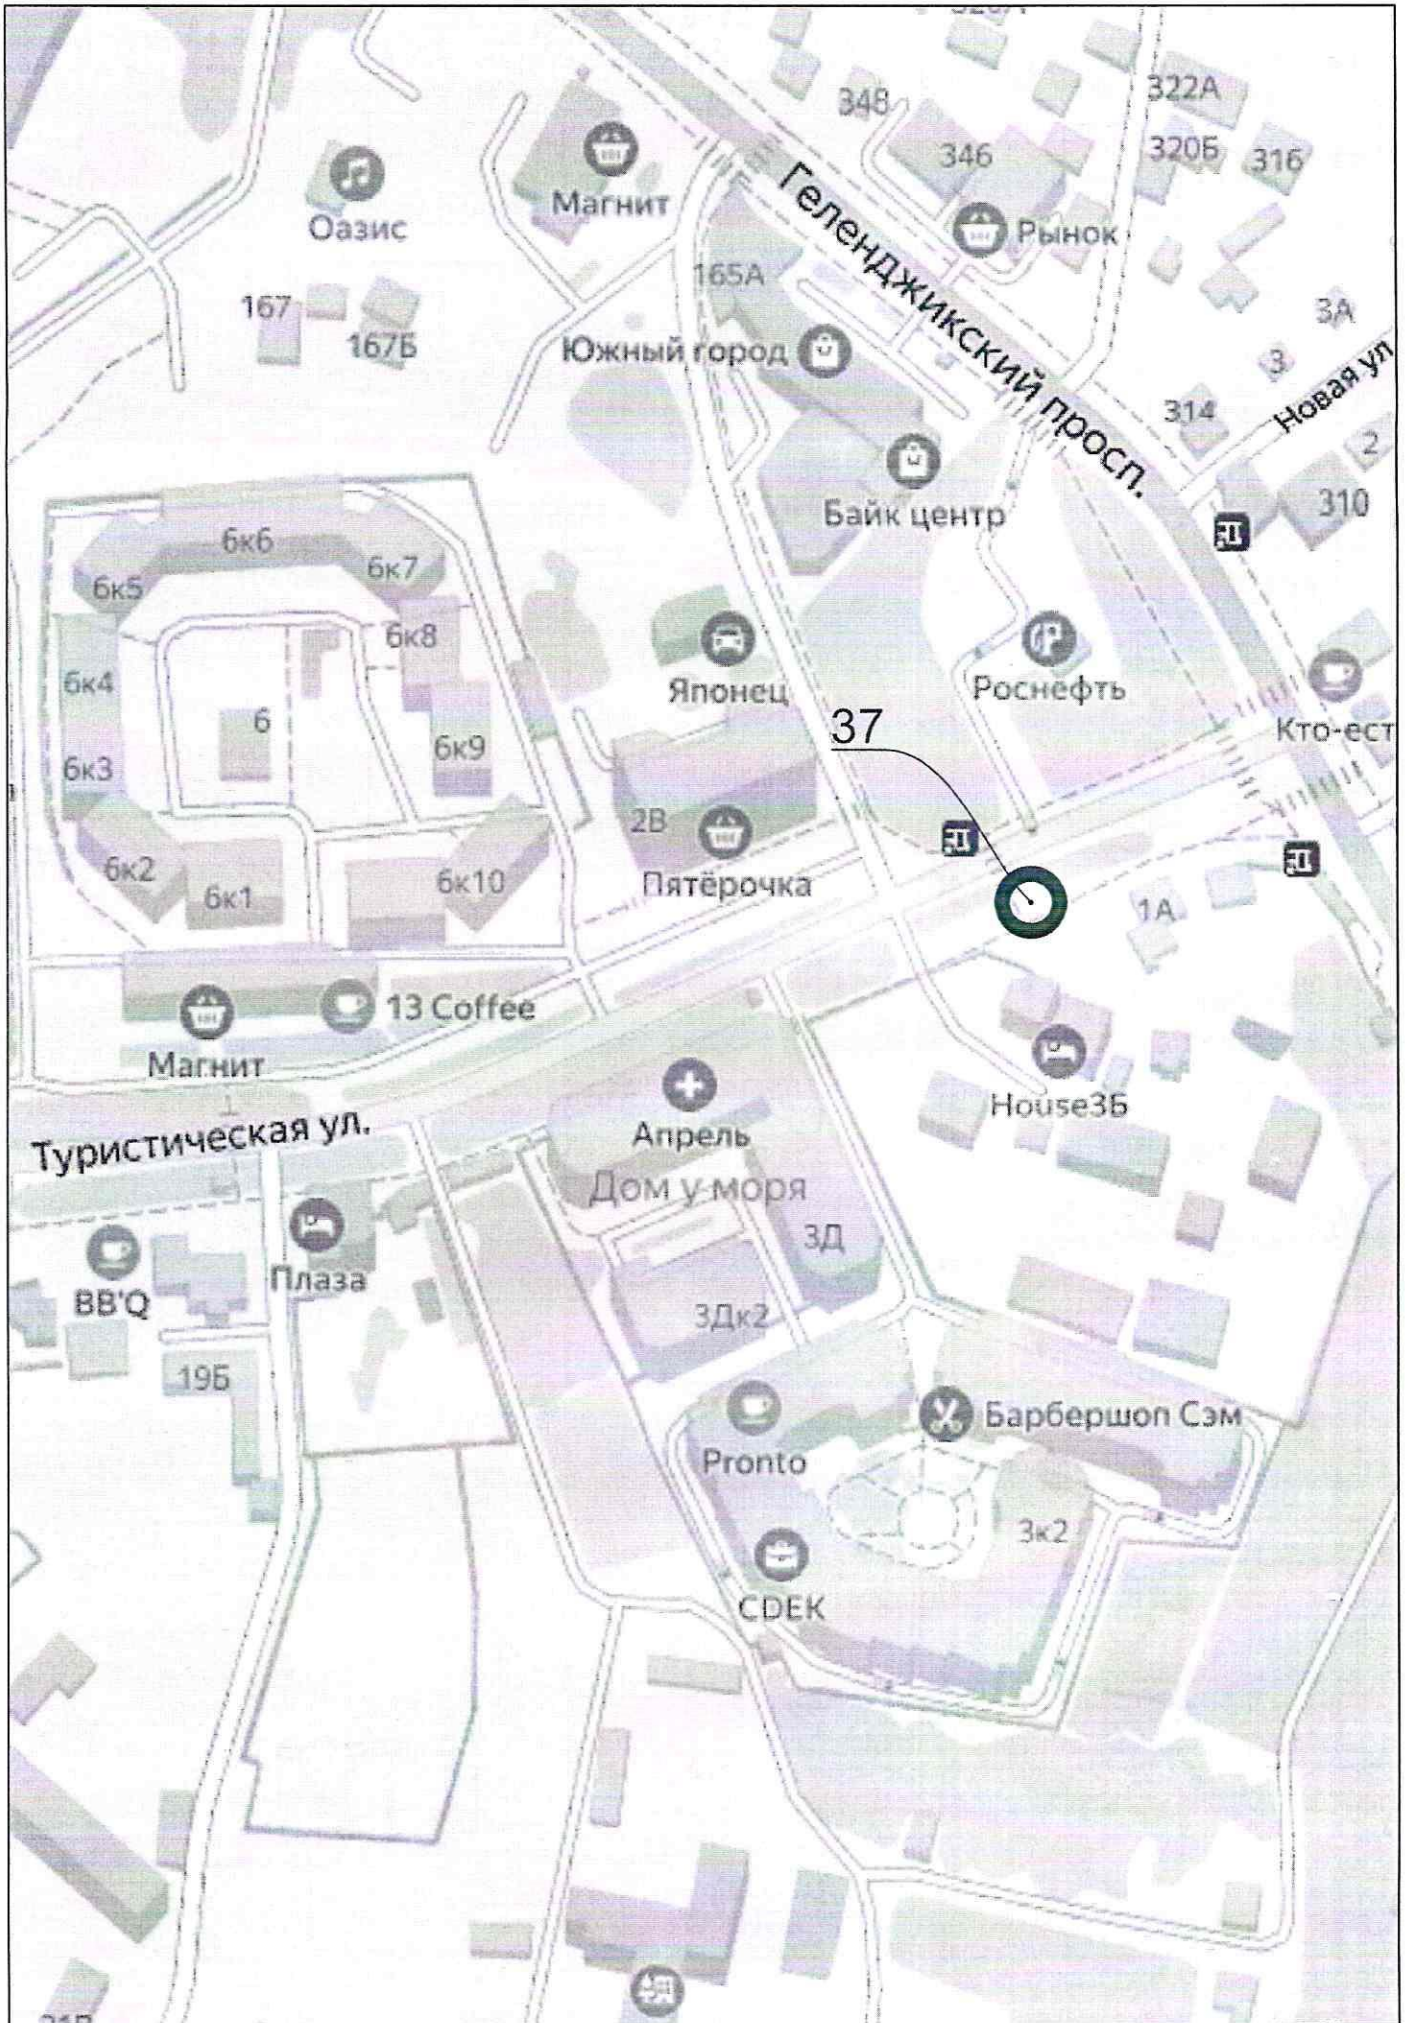 348
322А
346
320Б
316
Магнит
Оазис
Геленджикский просп.
Рынок
165А
167
167Б
Южный город
3А
3
Новая ул
314
2
310
Байк центр
6к6
6к7
6к5
6к8
6к4
Японец
Роснефть
6
37
6к9
Кто-ест
6к3
2В
6к2
6к1
6к10
Пятёрочка
1А
13 Coffee
Магнит
House3Б
Туристическая ул.
Апрель
Дом у моря
3Д
BB'Q
Плаза
3Дк2
19Б
Барбершоп Сэм
Pronto
3к2
CDEK